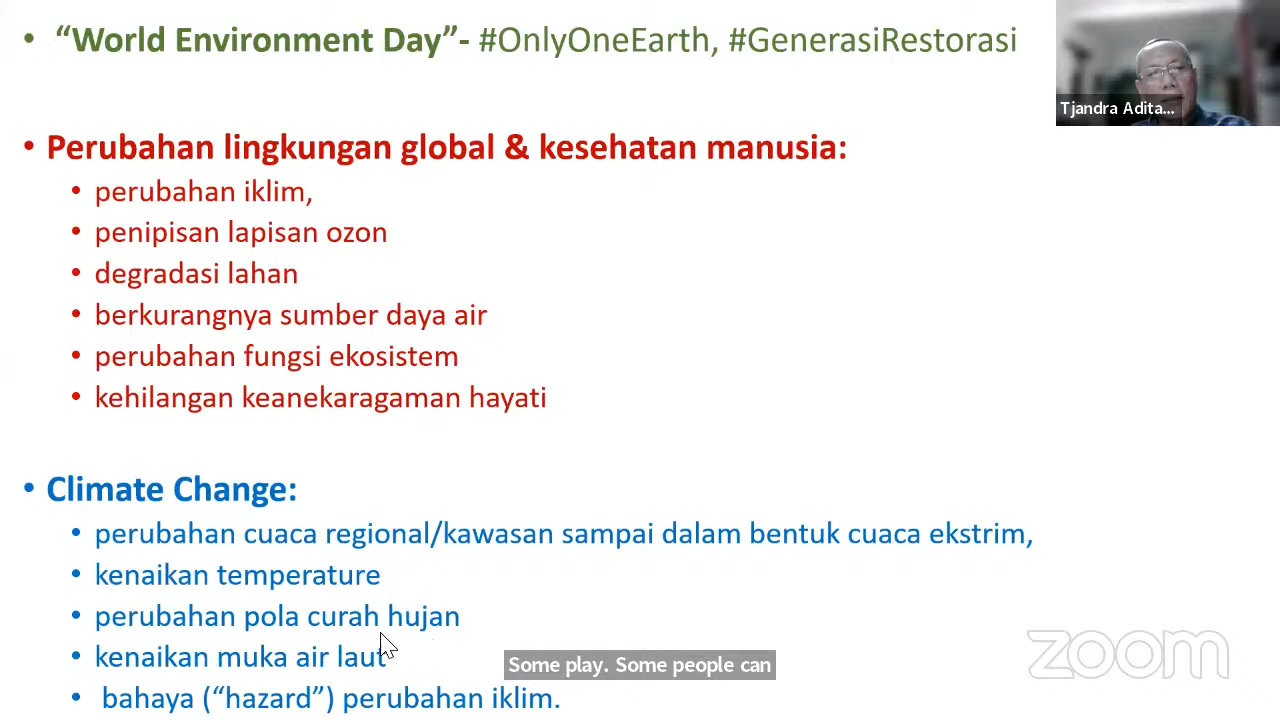 • “World Environment Day”- #OnlyOneEarth, #GenerasiRestorasi
Tjandra Adita...
• Perubahan lingkungan global & kesehatan manusia:
• perubahan iklim,
• penipisan lapisan ozon
• degradasi lahan
• berkurangnya sumber daya air
• perubahan fungsi ekosistem
• kehilangan keanekaragaman hayati
• Climate Change:
• perubahan cuaca regional/kawasan sampai dalam bentuk cuaca ekstrim,
• kenaikan temperature
• perubahan pola curah hujan
• kenaikan muka air laut
• bahaya (“hazard”) perubahan iklim.
Some play. Some people can
zoom